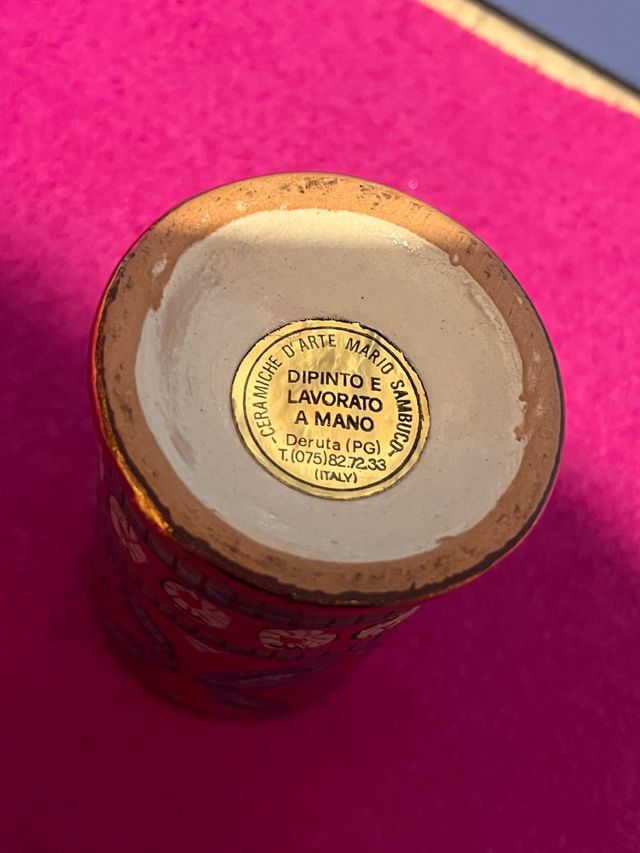 -CERAMICHE D'ARTE MARIO SAMBUCO-
DIPINTO E
LAVORATO
A MANO
Deruta (PG)
T.(075)82.72.33
(ITALY)